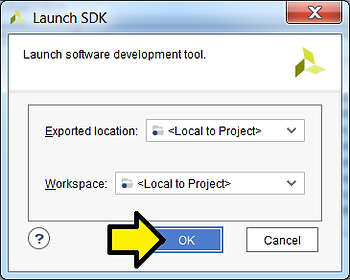 Launch SDK
Launch software development tool.
Exported location: <Local to Project>
Workspace: <Local to Project>
? OK Cancel